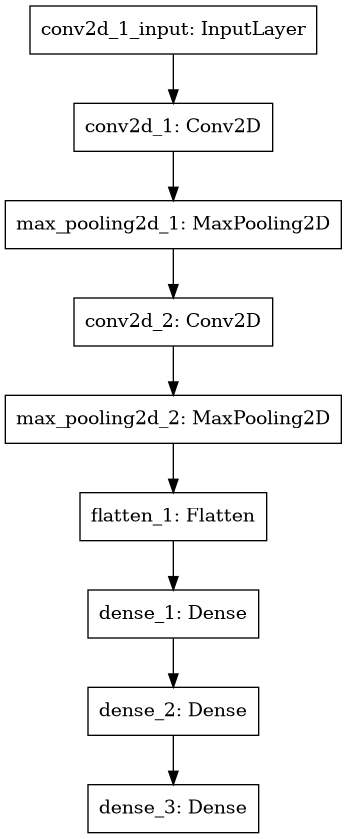 conv2d_1_input: InputLayer
conv2d_1: Conv2D
max_pooling2d_1: MaxPooling2D
conv2d_2: Conv2D
max_pooling2d_2: MaxPooling2D
flatten_1: Flatten
dense_1: Dense
dense_2: Dense
dense_3: Dense